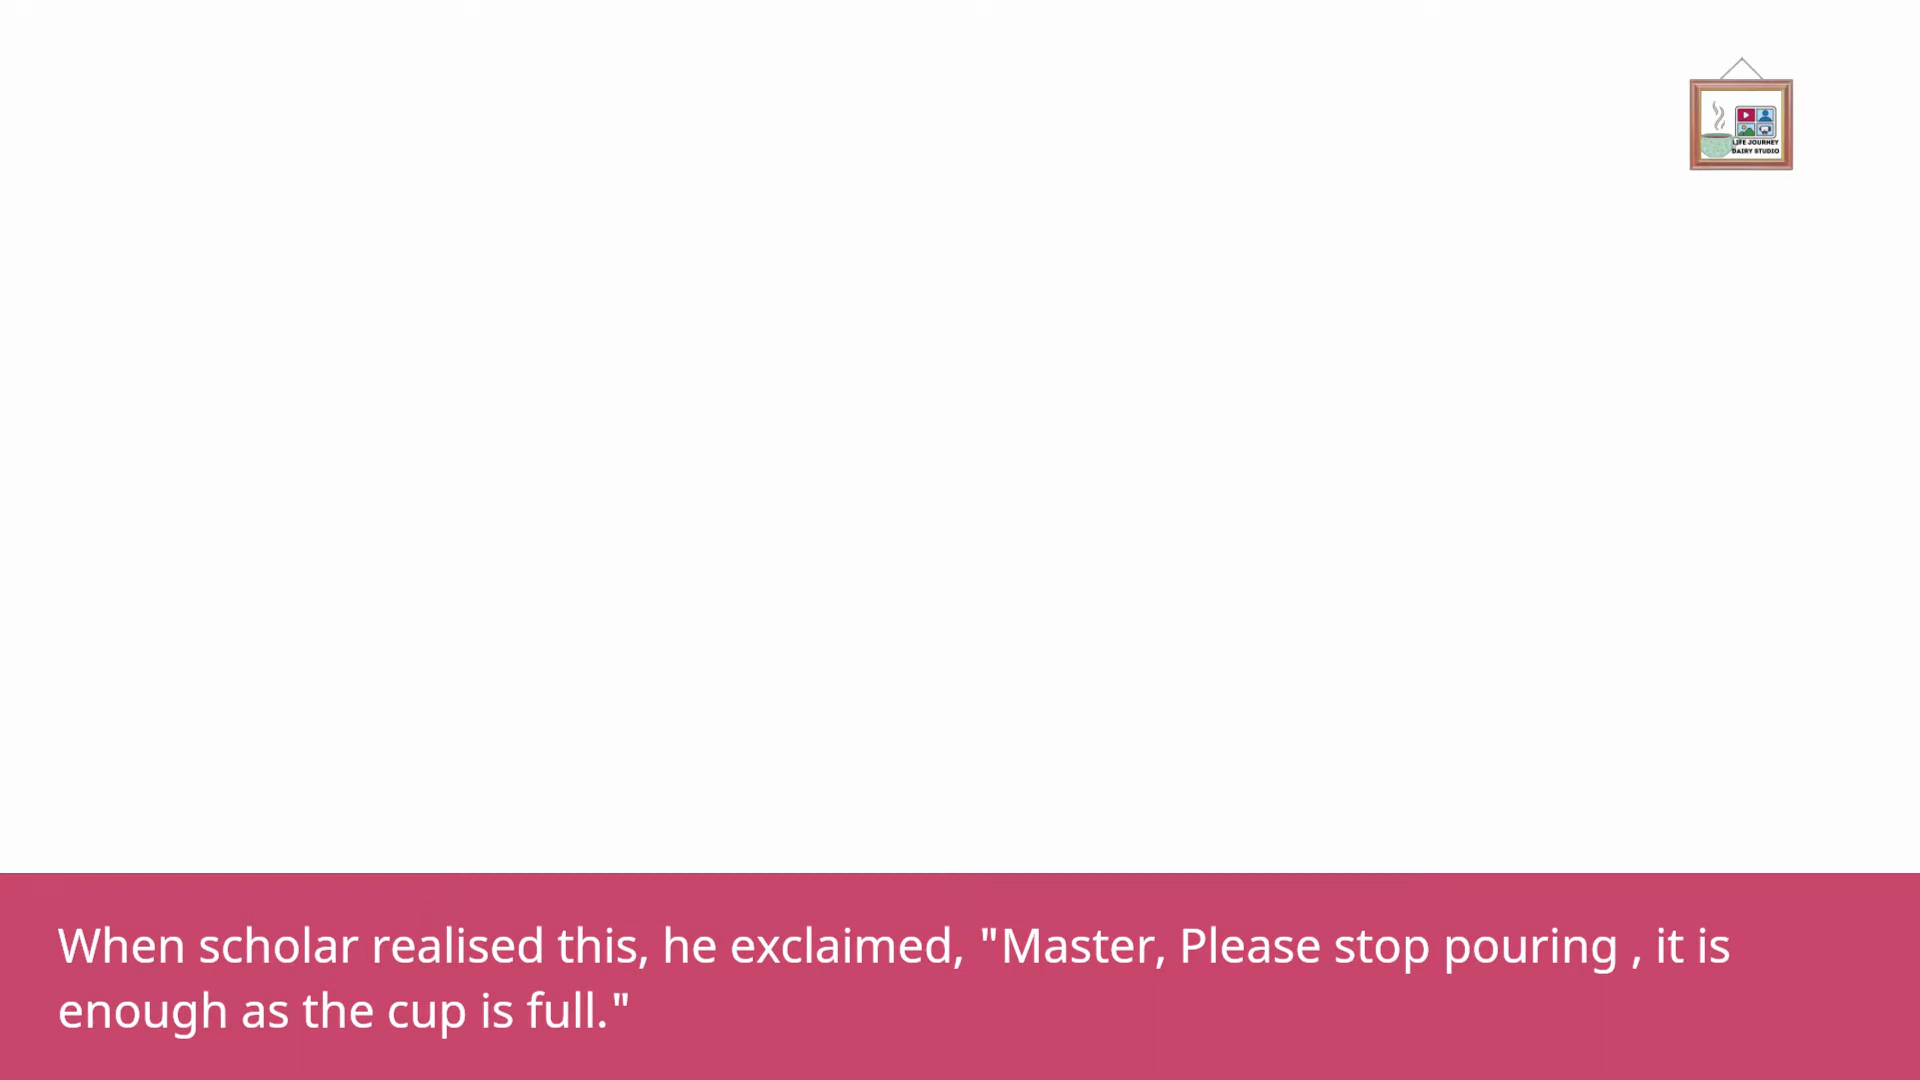 LIFE JOURNEY
DAIRY STUDIO
When scholar realised this, he exclaimed, "Master, Please stop pouring , it is
enough as the cup is full."